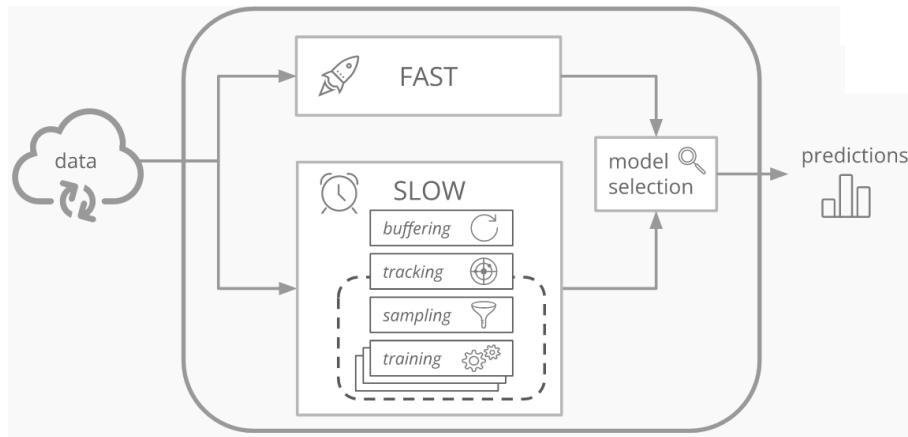 FAST
data
model
selection
predictions
SLOW
buffering
tracking
sampling
training